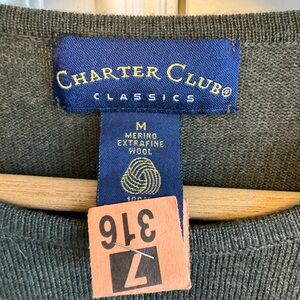 CHARTER CLUB®
CLASSICS
M
MERINO
EXTRAFINE
WOOL
316
7